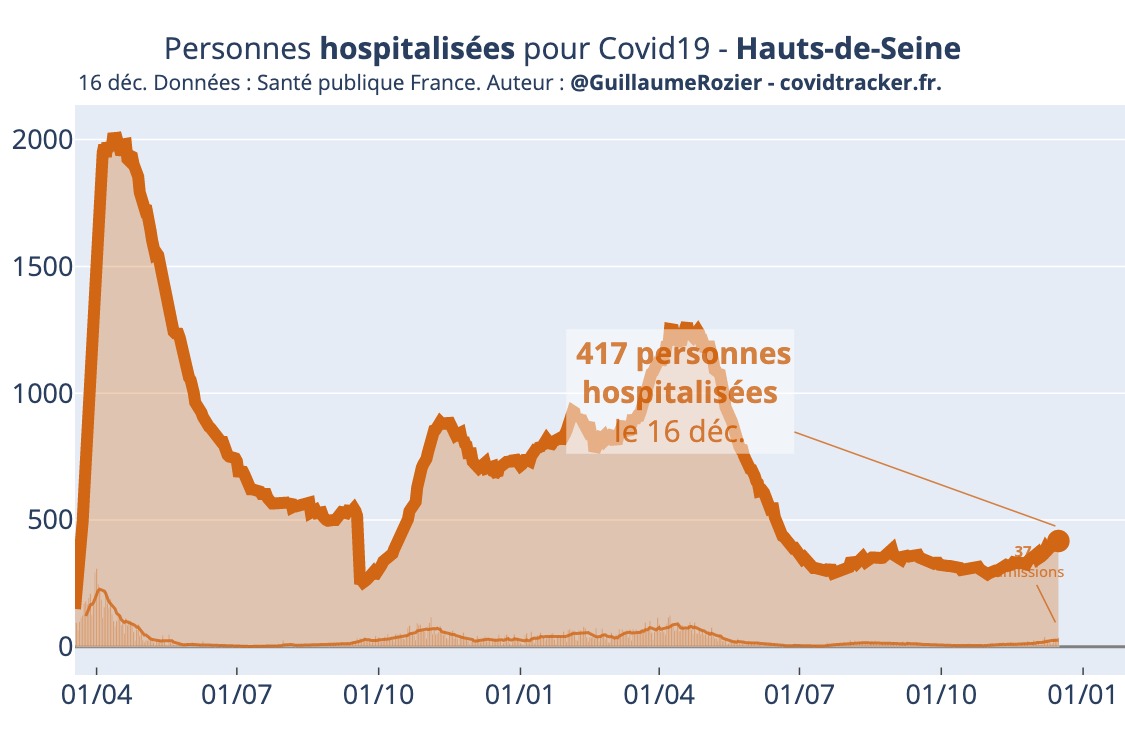 Personnes hospitalisées pour Covid19 - Hauts-de-Seine
16 déc. Données : Santé publique France. Auteur : @GuillaumeRozier - covidtracker.fr.
2000
1500
1000
500
0
417 personnes
hospitalisées
le 16 déc.
37
admissions
01/04 01/07 01/10 01/01 01/04 01/07 01/10 01/01